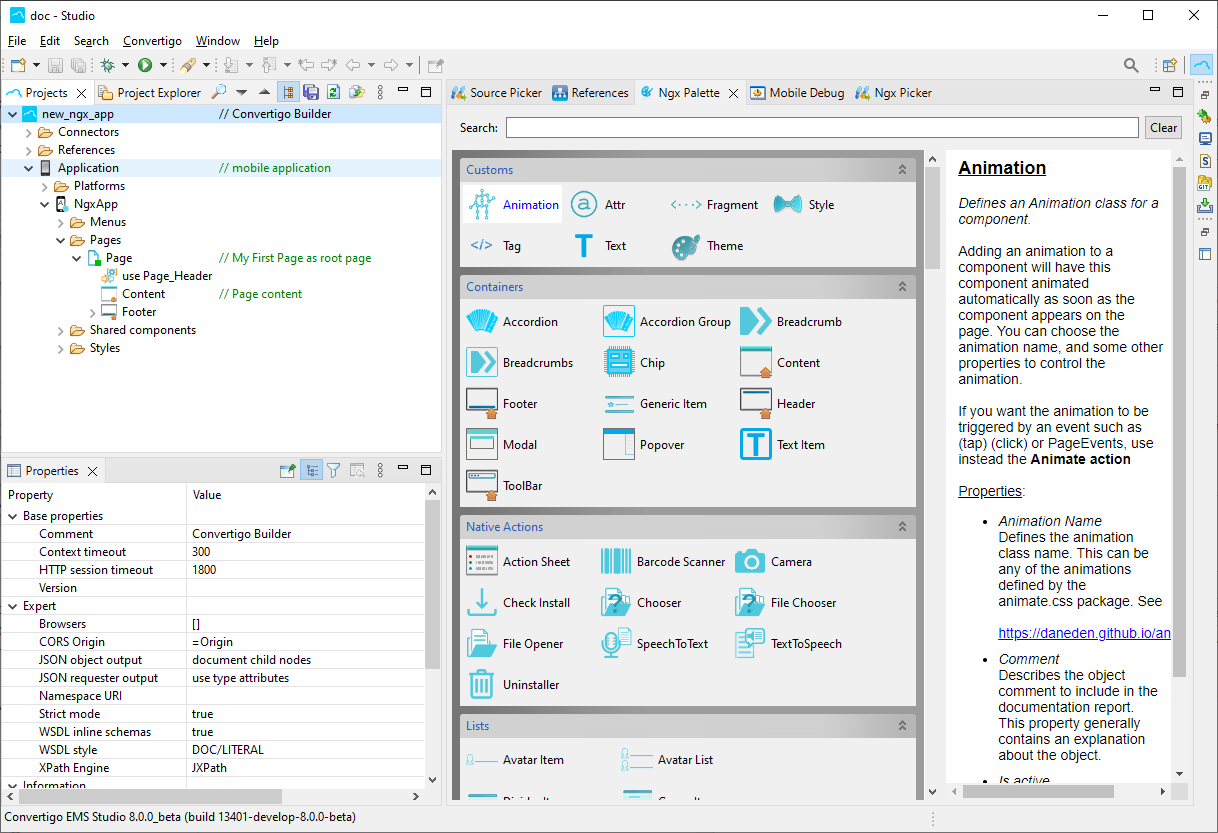 doc - Studio
File Edit Search Convertigo Window Help
Projects
Project Explorer
new_ngx_app // Convertigo Builder
Connectors
References
Application // mobile application
Platforms
NgxApp
Menus
Pages
Page // My First Page as root page
use Page_Header
Content // Page content
Footer
Shared components
Styles
Properties
Property Value
Base properties
Comment Convertigo Builder
Context timeout 300
HTTP session timeout 1800
Version
Expert
Browsers []
CORS Origin =Origin
JSON object output document child nodes
JSON requester output use type attributes
Namespace URI
Strict mode true
WSDL inline schemas true
WSDL style DOC/LITERAL
XPath Engine JXPath
Information
Source Picker References Ngx Palette Mobile Debug Ngx Picker
Search: Clear
Customs
Animation Attr Fragment Style
Tag Text Theme
Containers
Accordion Accordion Group Breadcrumb
Breadcrumbs Chip Content
Footer Generic Item Header
Modal Popover Text Item
ToolBar
Native Actions
Action Sheet Barcode Scanner Camera
Check Install Chooser File Chooser
File Opener SpeechToText TextToSpeech
Uninstaller
Lists
Avatar Item Avatar List
Animation
Defines an Animation class for a
component.
Adding an animation to a
component will have this
component animated
automatically as soon as the
component appears on the
page. You can choose the
animation name, and some other
properties to control the
animation.
If you want the animation to be
triggered by an event such as
(tap) (click) or PageEvents, use
instead the Animate action
Properties:
• Animation Name
Defines the animation
class name. This can be
any of the animations
defined by the
animate.css package. See
https://daneden.github.io/an
• Comment
Describes the object
comment to include in the
documentation report.
This property generally
contains an explanation
about the object.
• Is active
Convertigo EMS Studio 8.0.0_beta (build 13401-develop-8.0.0-beta)